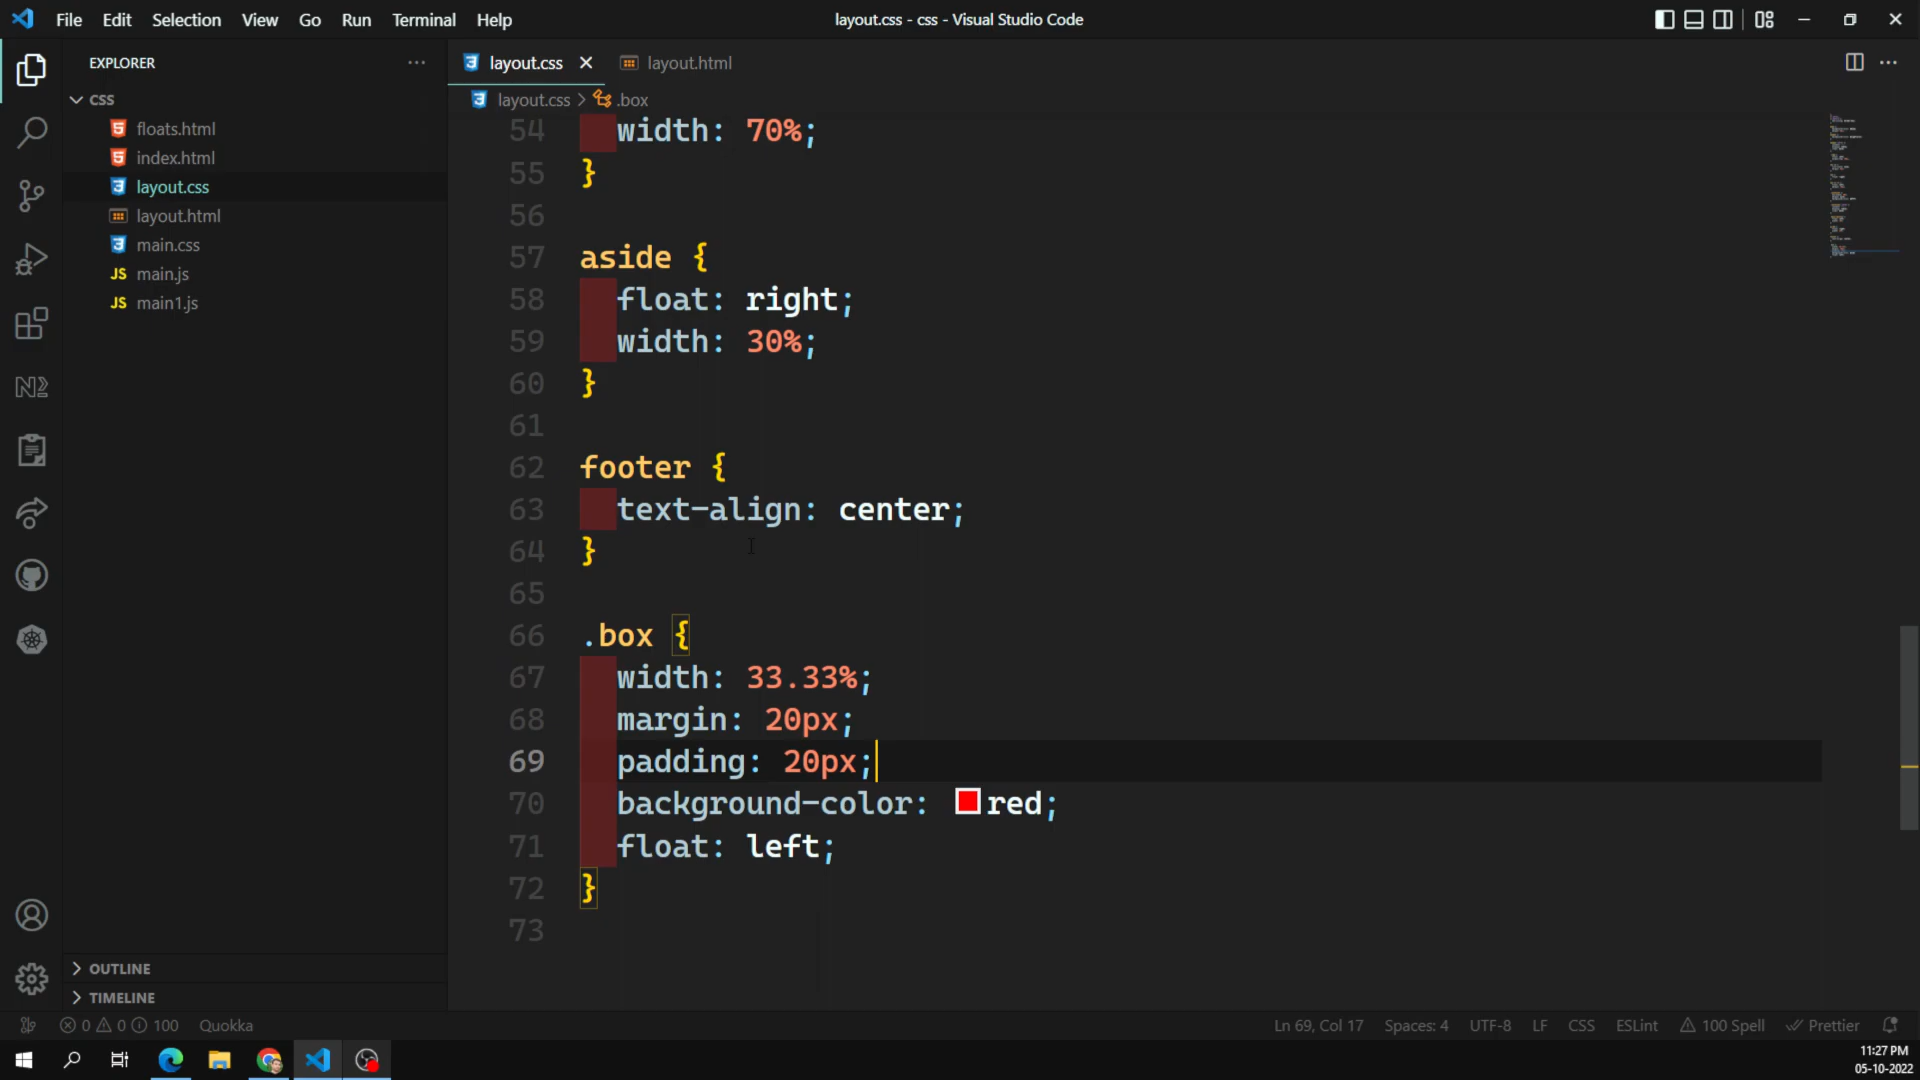 File Edit Selection View Go Run Terminal Help
layout.css - css - Visual Studio Code
EXPLORER
CSS
floats.html
index.html
layout.css
layout.html
main.css
JS main.js
JS main1.js
OUTLINE
TIMELINE
layout.css layout.html
layout.css > .box
54 width: 70%;
55 }
56
57 aside {
58 float: right;
59 width: 30%;
60 }
61
62 footer {
63 text-align: center;
64 }
65
66 .box {
67 width: 33.33%;
68 margin: 20px;
69 padding: 20px;
70 background-color: red;
71 float: left;
72 }
73
0 0 100 Quokka
Ln 69, Col 17 Spaces: 4 UTF-8 LF CSS ESLint 100 Spell Prettier
11:27 PM
05-10-2022